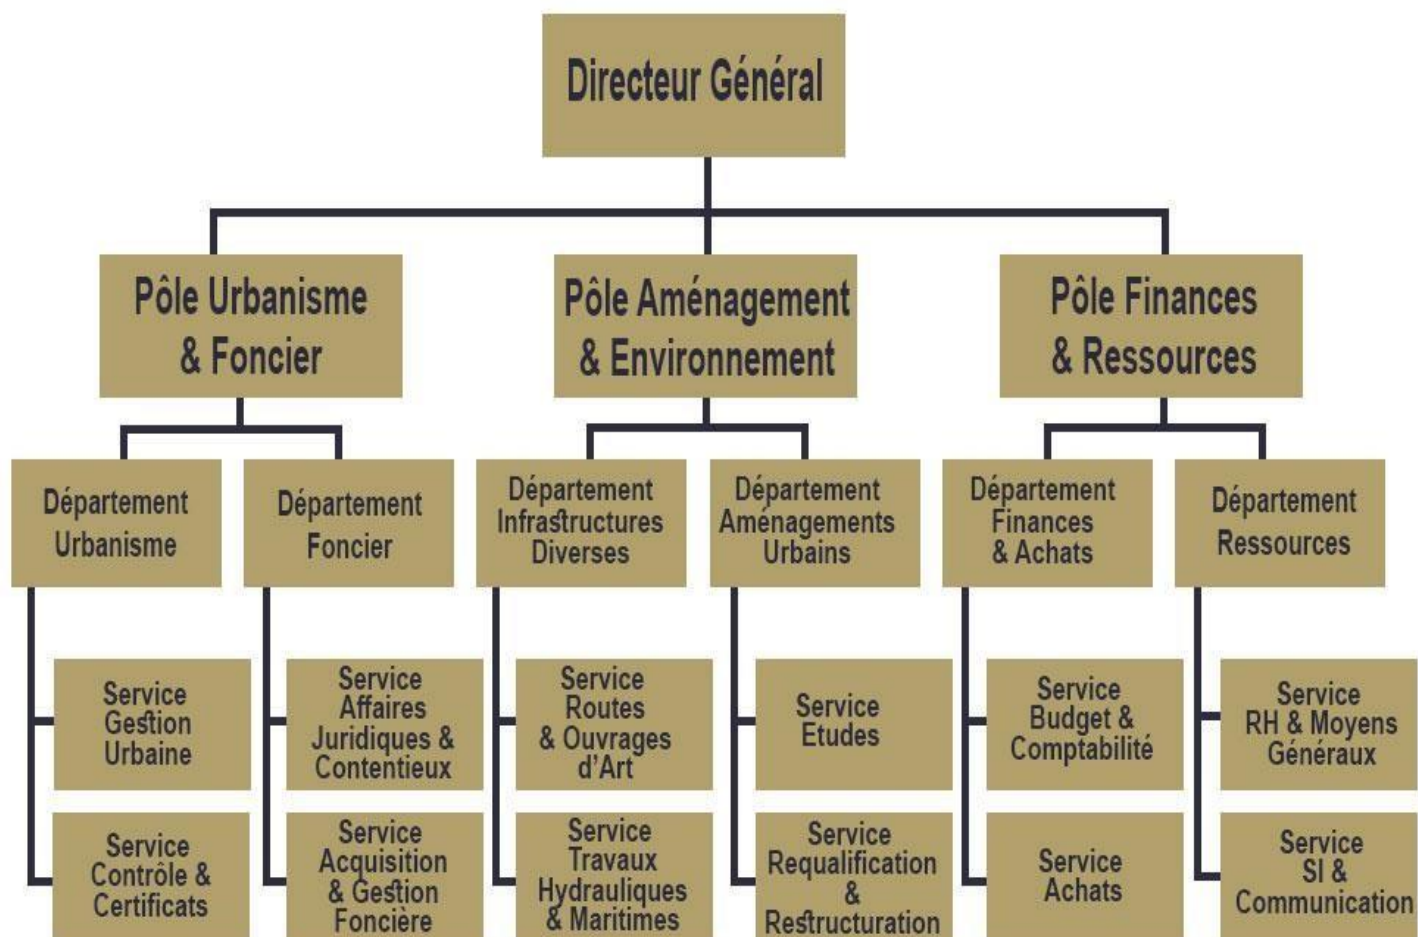 Directeur Général
Pôle Urbanisme
& Foncier
Pôle Aménagement
& Environnement
Pôle Finances
& Ressources
Département
Urbanisme
Département
Foncier
Département
Infrastructures
Diverses
Département
Aménagements
Urbains
Département
Finances
& Achats
Département
Ressources
Service
Gestion
Urbaine
Service
Affaires
Juridiques &
Contentieux
Service
Routes
& Ouvrages
d'Art
Service
Etudes
Service
Budget &
Comptabilité
Service
RH & Moyens
Généraux
Service
Contrôle &
Certificats
Service
Acquisition
& Gestion
Foncière
Service
Travaux
Hydrauliques
& Maritimes
Service
Requalification
&
Restructuration
Service
Achats
Service
SI &
Communication